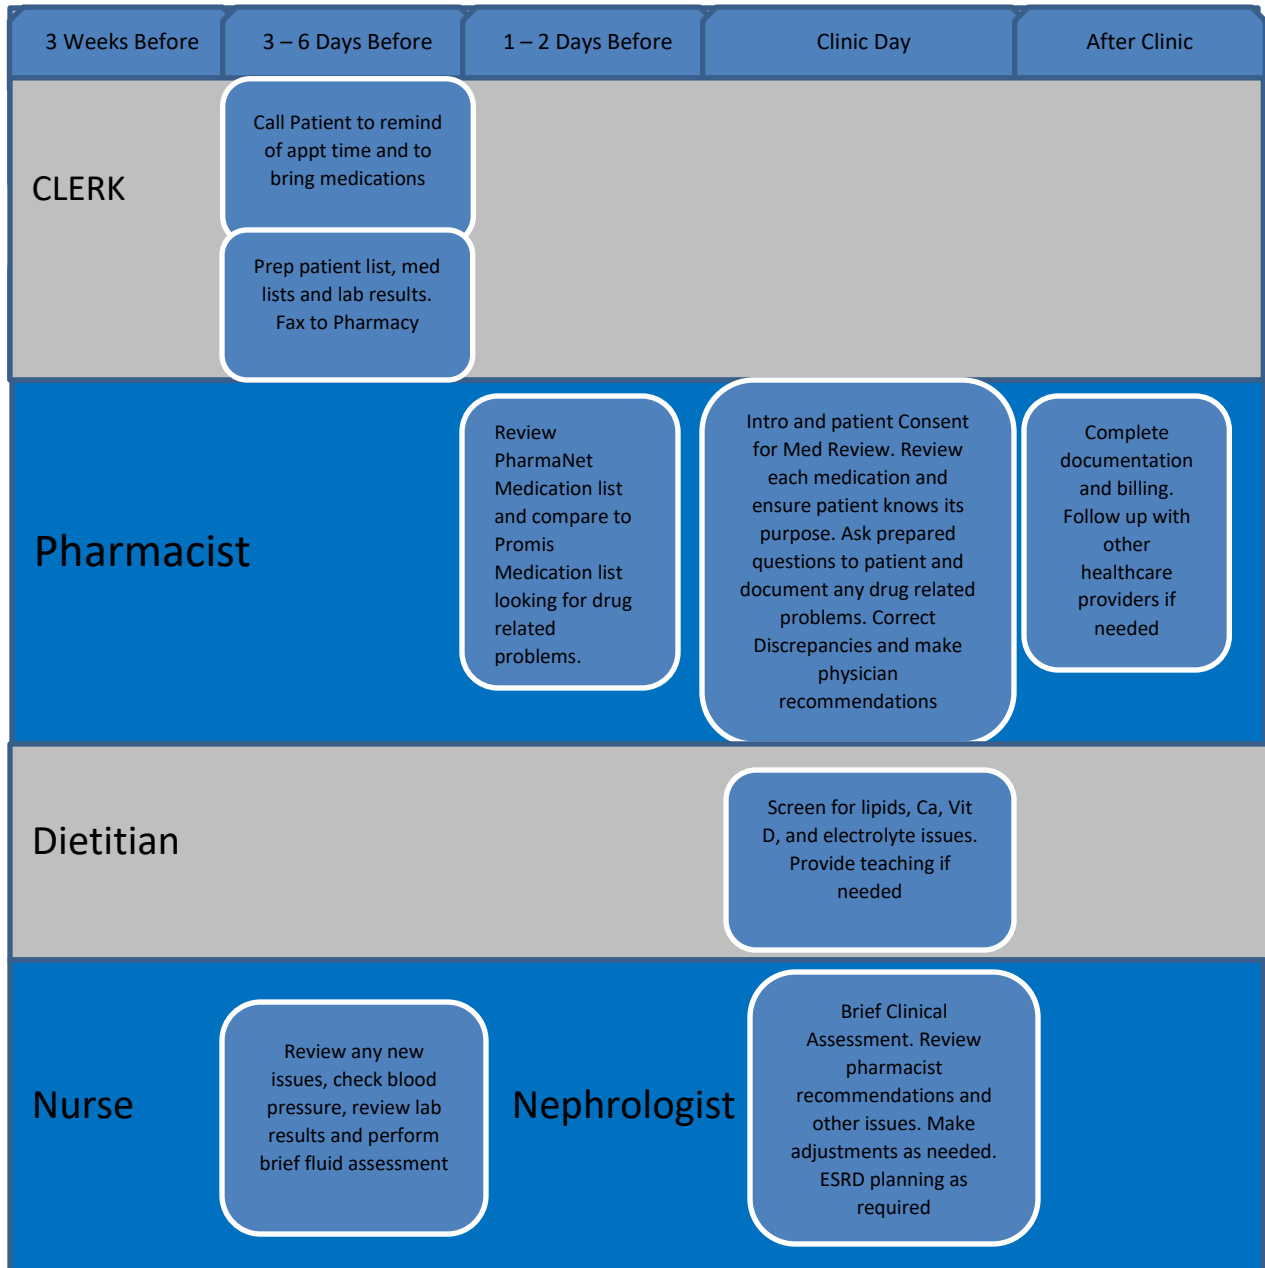 3 Weeks Before
3 – 6 Days Before
1 – 2 Days Before
Clinic Day
After Clinic
CLERK
Call Patient to remind
of appt time and to
bring medications
Prep patient list, med
lists and lab results.
Fax to Pharmacy
Pharmacist
Review
PharmaNet
Medication list
and compare to
Promis
Medication list
looking for drug
related
problems.
Intro and patient Consent
for Med Review. Review
each medication and
ensure patient knows its
purpose. Ask prepared
questions to patient and
document any drug related
problems. Correct
Discrepancies and make
physician
recommendations
Complete
documentation
and billing.
Follow up with
other
healthcare
providers if
needed
Dietitian
Screen for lipids, Ca, Vit
D, and electrolyte issues.
Provide teaching if
needed
Nurse
Review any new
issues, check blood
pressure, review lab
results and perform
brief fluid assessment
Nephrologist
Brief Clinical
Assessment. Review
pharmacist
recommendations and
other issues. Make
adjustments as needed.
ESRD planning as
required